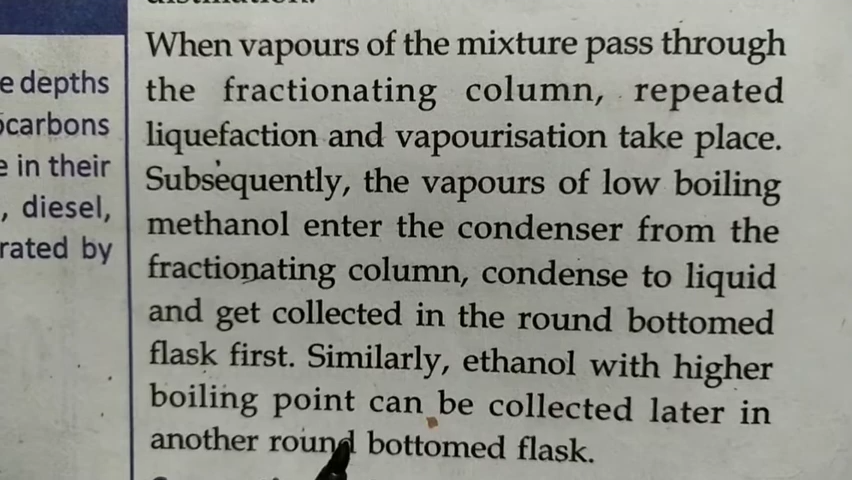 e depths
ocarbons
e in their
, diesel,
rated by
When vapours of the mixture pass through
the fractionating column, repeated
liquefaction and vapourisation take place.
Subsequently, the vapours of low boiling
methanol enter the condenser from the
fractionating column, condense to liquid
and get collected in the round bottomed
flask first. Similarly, ethanol with higher
boiling point can be collected later in
another round bottomed flask.